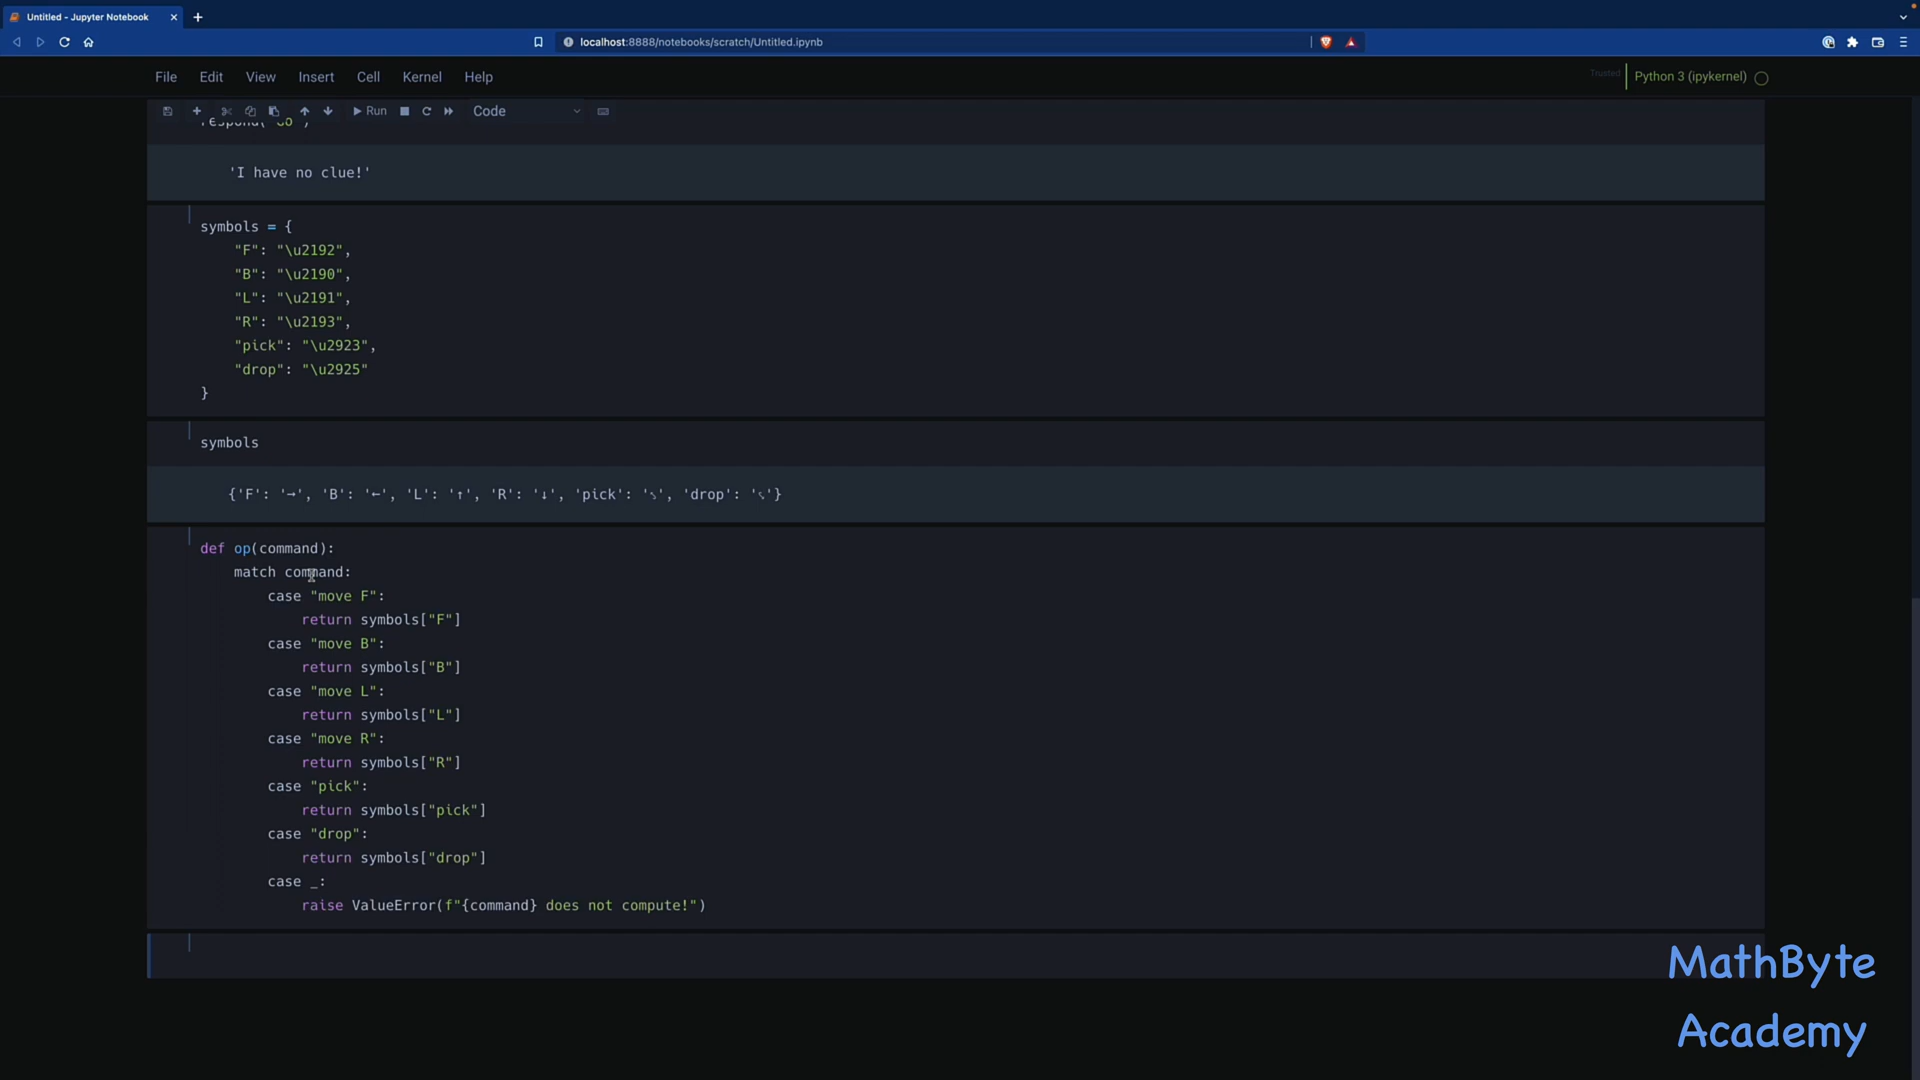 Untitled - Jupyter Notebook
localhost:8888/notebooks/scratch/Untitled.ipynb
File Edit View Insert Cell Kernel Help
Trusted
Python 3 (ipykernel)
Run
Code
respond("Go")
'I have no clue!'
symbols = {
"F": "\u2192",
"B": "\u2190",
"L": "\u2191",
"R": "\u2193",
"pick": "\u2923",
"drop": "\u2925"
}
symbols
{'F': '→', 'B': '←', 'L': '↑', 'R': '↓', 'pick': '⤣', 'drop': '⤥'}
def op(command):
match command:
case "move F":
return symbols["F"]
case "move B":
return symbols["B"]
case "move L":
return symbols["L"]
case "move R":
return symbols["R"]
case "pick":
return symbols["pick"]
case "drop":
return symbols["drop"]
case _:
raise ValueError(f"{command} does not compute!")
MathByte
Academy